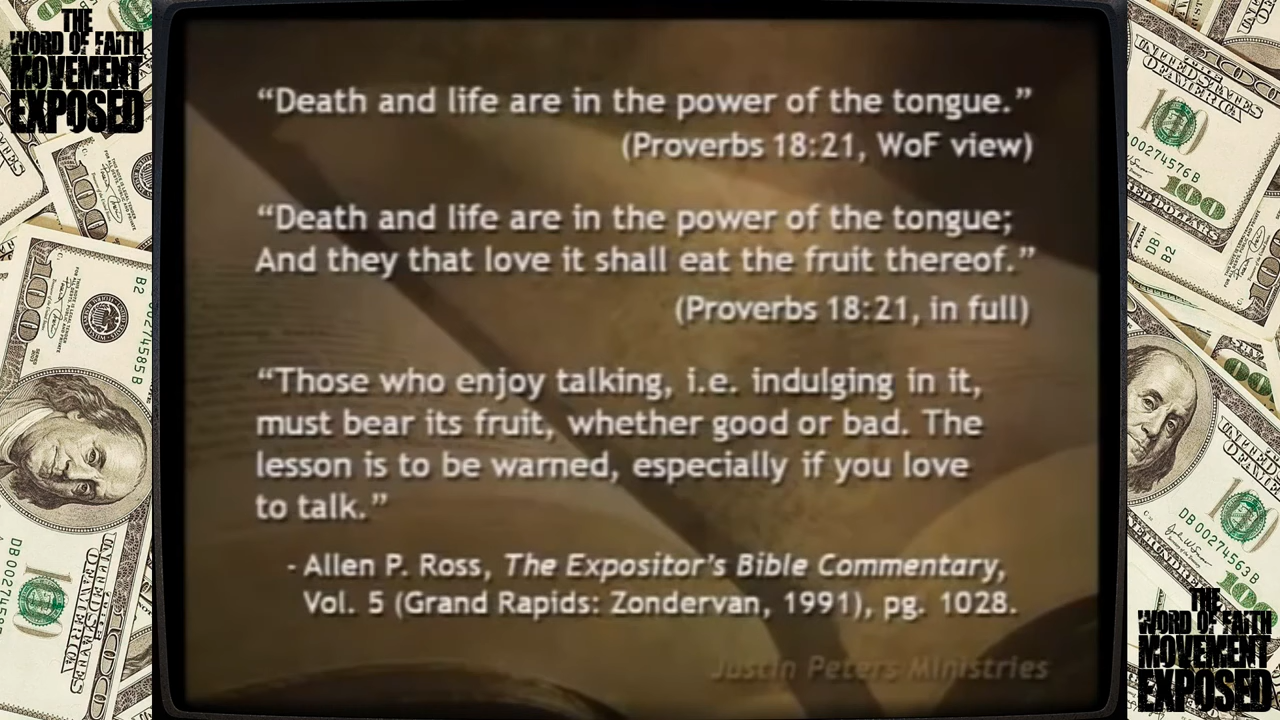 THE
WORD OF FAITH
MOVEMENT
EXPOSED
“Death and life are in the power of the tongue.”
(Proverbs 18:21, WoF view)
“Death and life are in the power of the tongue;
And they that love it shall eat the fruit thereof.”
(Proverbs 18:21, in full)
“Those who enjoy talking, i.e. indulging in it,
must bear its fruit, whether good or bad. The
lesson is to be warned, especially if you love
to talk.”
- Allen P. Ross, The Expositor’s Bible Commentary,
Vol. 5 (Grand Rapids: Zondervan, 1991), pg. 1028.
Justin Peters Ministries
THE
WORD OF FAITH
MOVEMENT
EXPOSED
DB 00274576 B
DB 00274563 B